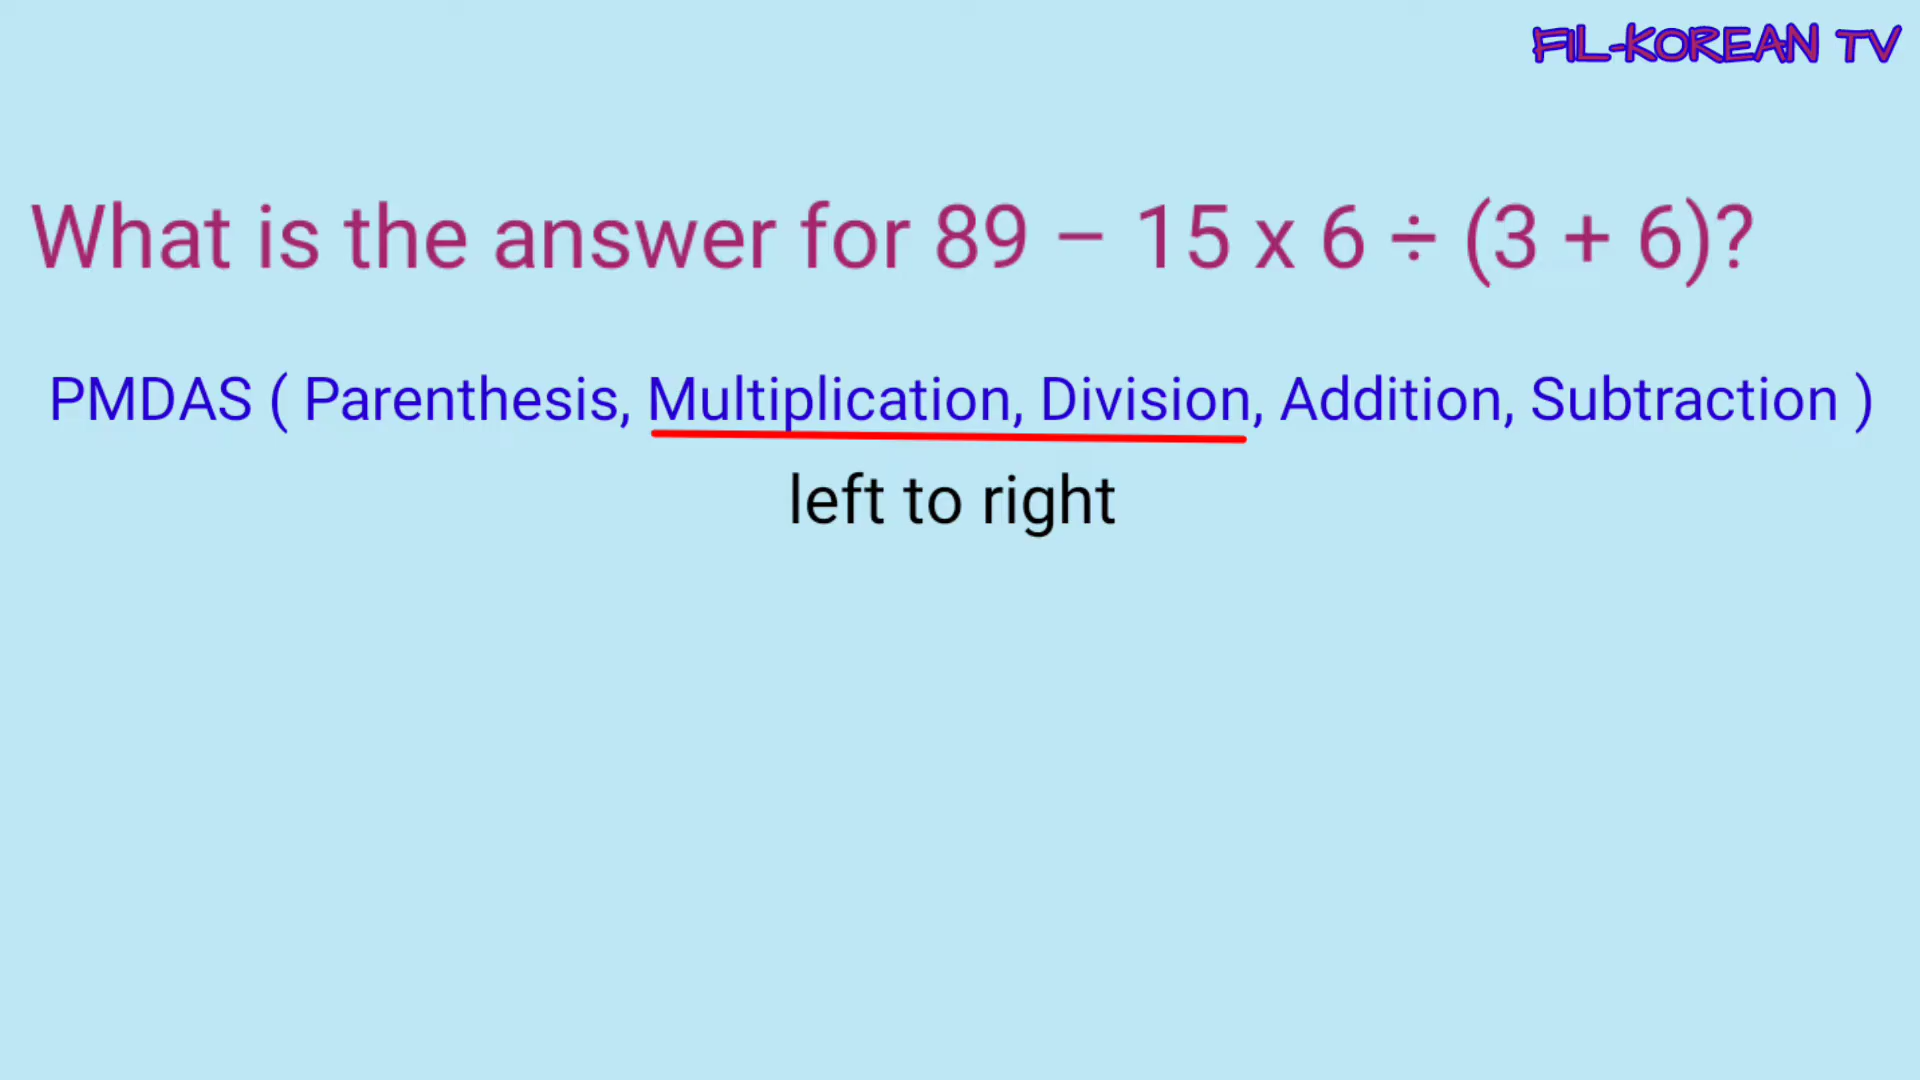 FIL-KOREAN TV
What is the answer for 89 – 15 x 6 ÷ (3 + 6)?
PMDAS ( Parenthesis, Multiplication, Division, Addition, Subtraction )
left to right